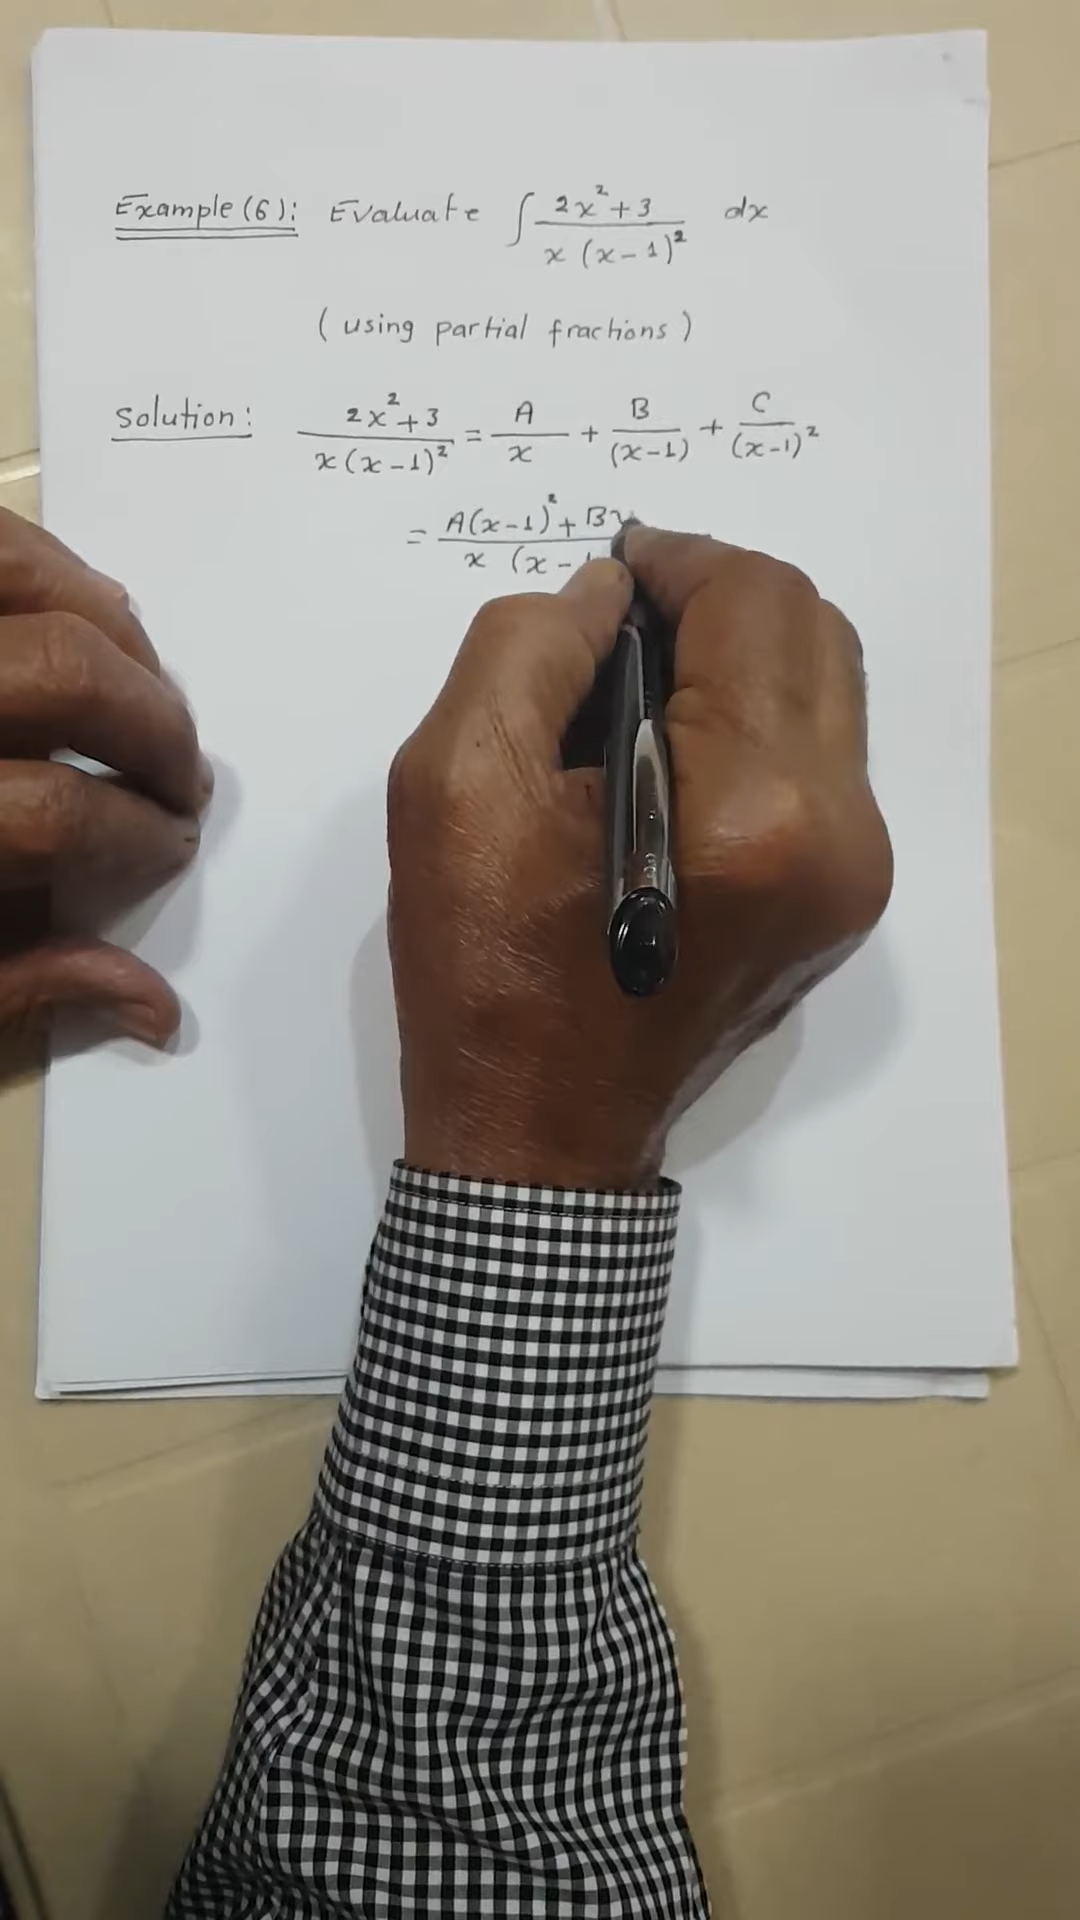 Example (6): Evaluate ∫ (2x² + 3) / (x (x - 1)²) dx
(using partial fractions)
Solution: (2x² + 3) / (x (x - 1)²) = A / x + B / (x - 1) + C / (x - 1)²
= A(x - 1)² + B / x (x -